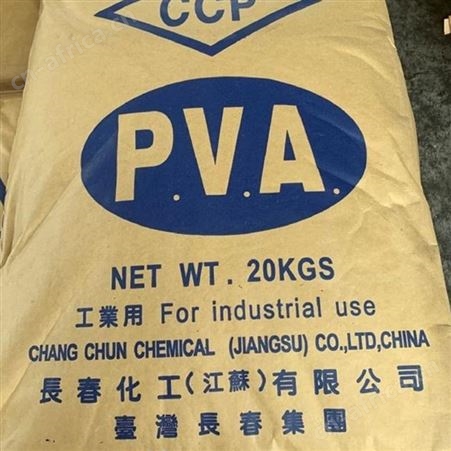 CCP
P.V.A.
NET WT. 20KGS
工業用 For industrial use
CHANG CHUN CHEMICAL (JIANGSU) CO.,LTD,CHINA
長春化工(江蘇)有限公司
臺灣長春集團